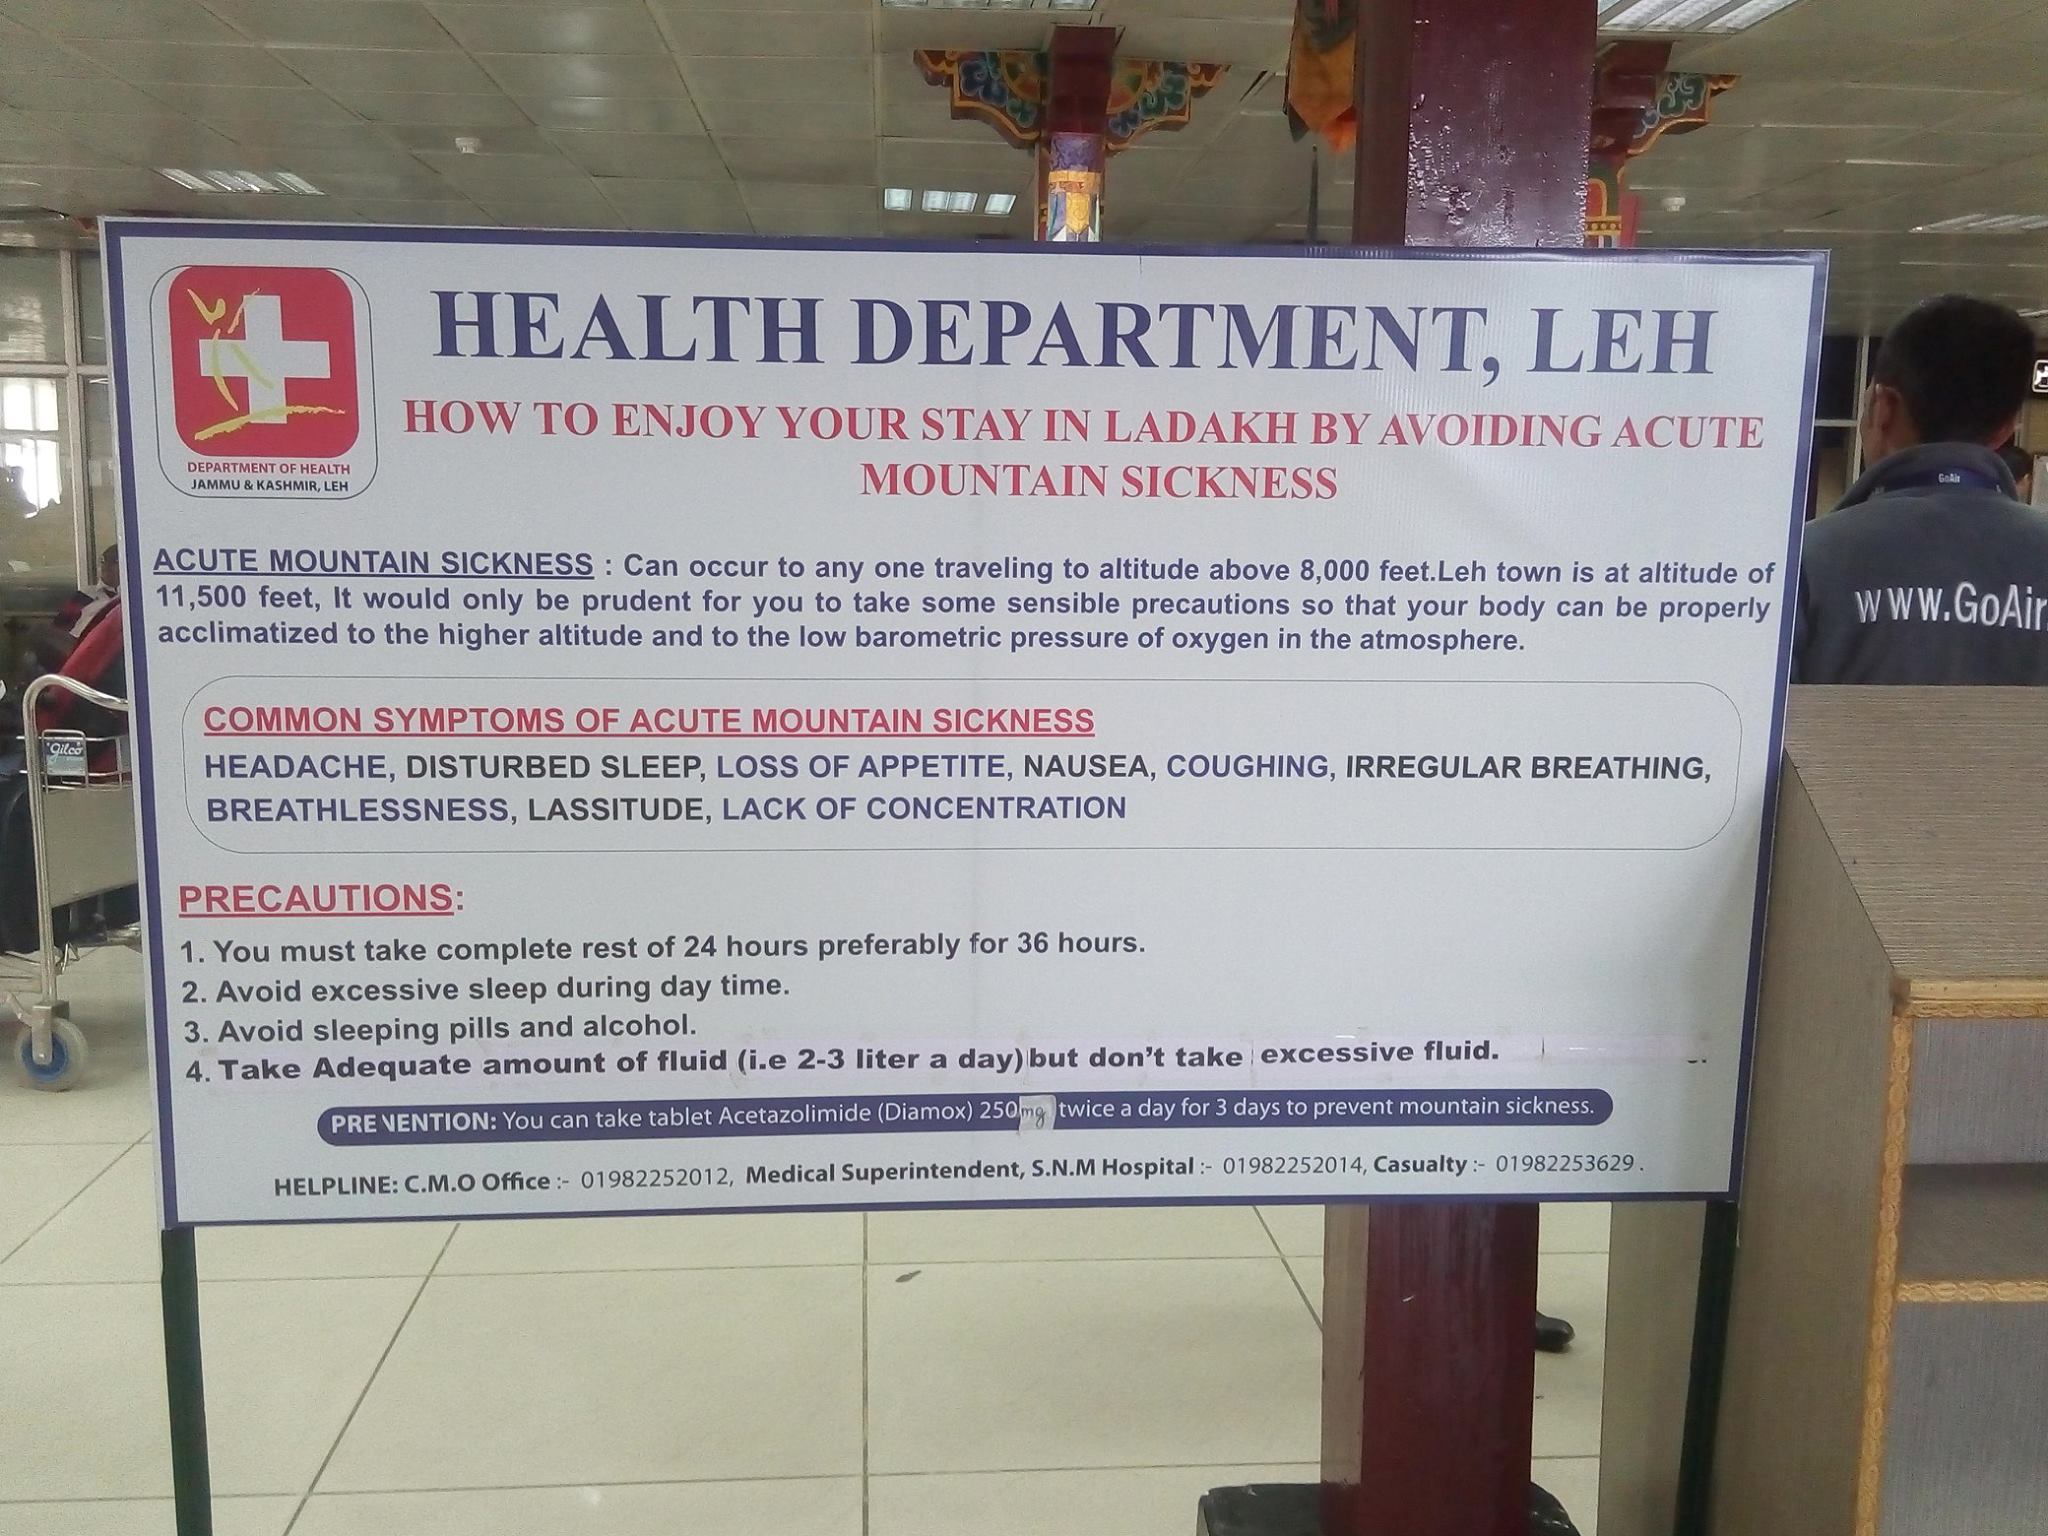 HEALTH DEPARTMENT, LEH
DEPARTMENT OF HEALTH
JAMMU & KASHMIR, LEH
HOW TO ENJOY YOUR STAY IN LADAKH BY AVOIDING ACUTE
MOUNTAIN SICKNESS
ACUTE MOUNTAIN SICKNESS : Can occur to any one traveling to altitude above 8,000 feet.Leh town is at altitude of
11,500 feet, It would only be prudent for you to take some sensible precautions so that your body can be properly
acclimatized to the higher altitude and to the low barometric pressure of oxygen in the atmosphere.
COMMON SYMPTOMS OF ACUTE MOUNTAIN SICKNESS
HEADACHE, DISTURBED SLEEP, LOSS OF APPETITE, NAUSEA, COUGHING, IRREGULAR BREATHING,
BREATHLESSNESS, LASSITUDE, LACK OF CONCENTRATION
PRECAUTIONS:
1. You must take complete rest of 24 hours preferably for 36 hours.
2. Avoid excessive sleep during day time.
3. Avoid sleeping pills and alcohol.
4. Take Adequate amount of fluid (i.e 2-3 liter a day) but don't take excessive fluid.
PREVENTION: You can take tablet Acetazolimide (Diamox) 250mg twice a day for 3 days to prevent mountain sickness.
HELPLINE: C.M.O Office :- 01982252012, Medical Superintendent, S.N.M Hospital :- 01982252014, Casualty :- 01982253629.
GoAir
www.GoAir.
Gilco